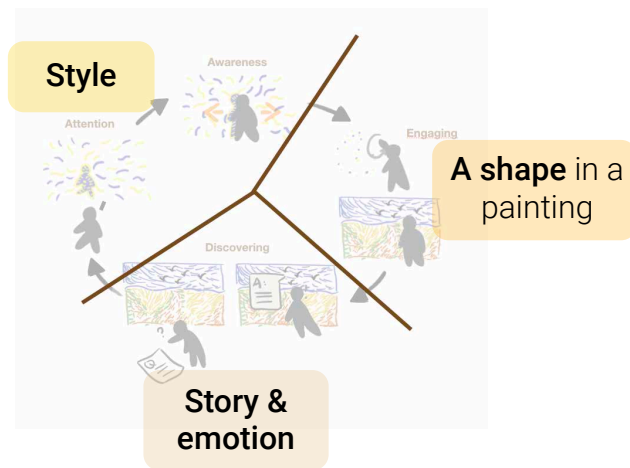 Style
Awareness
Attention
Engaging
A shape in a
painting
Discovering
A:
?
Story &
emotion